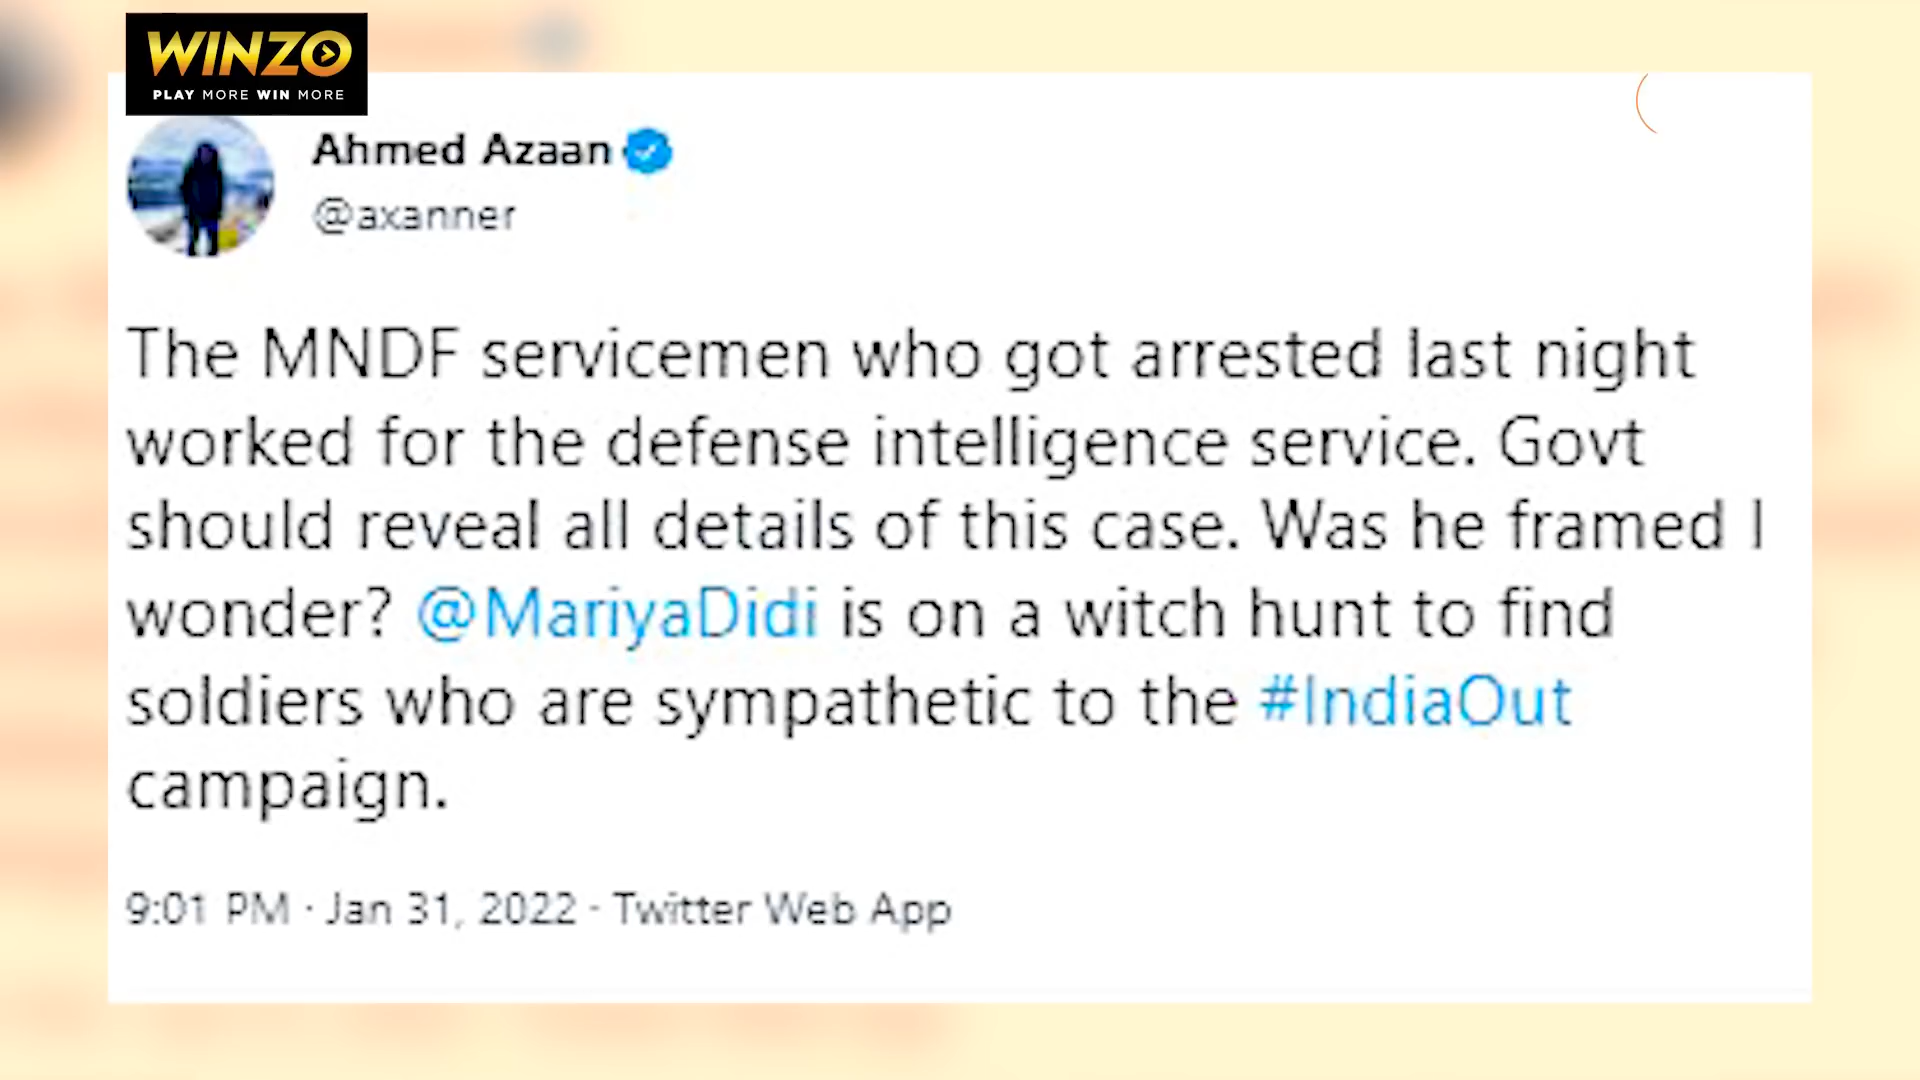 WINZO
PLAY MORE WIN MORE
Ahmed Azaan
@axanner
The MNDF servicemen who got arrested last night
worked for the defense intelligence service. Govt
should reveal all details of this case. Was he framed I
wonder? @MariyaDidi is on a witch hunt to find
soldiers who are sympathetic to the #IndiaOut
campaign.
9:01 PM · Jan 31, 2022 · Twitter Web App